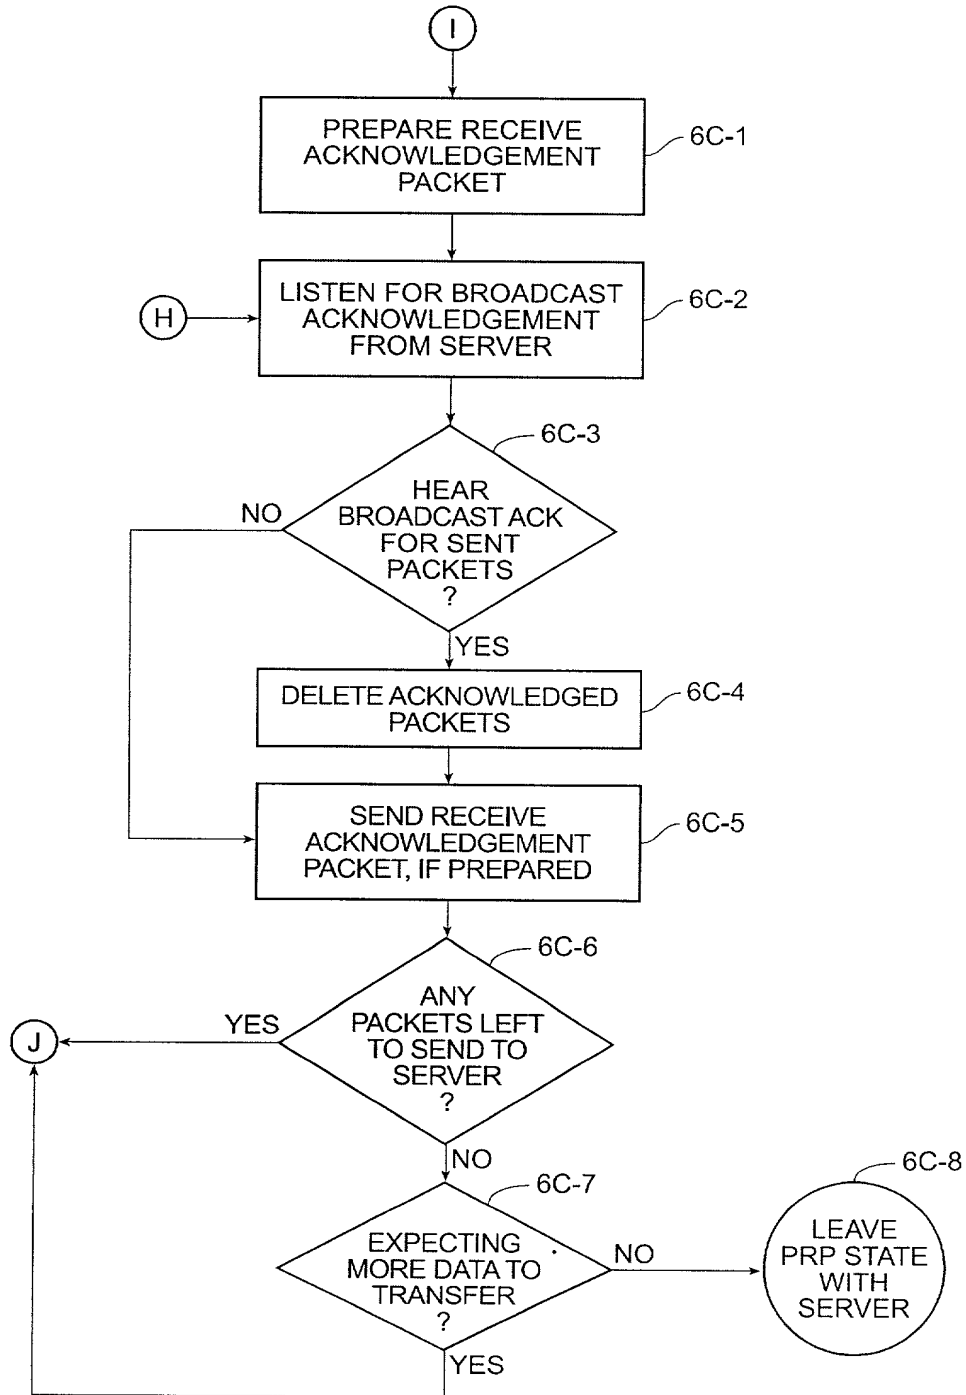 I
PREPARE RECEIVE
ACKNOWLEDGEMENT
PACKET
6C-1
H
LISTEN FOR BROADCAST
ACKNOWLEDGEMENT
FROM SERVER
6C-2
6C-3
HEAR
BROADCAST ACK
FOR SENT
PACKETS
?
NO
YES
DELETE ACKNOWLEDGED
PACKETS
6C-4
SEND RECEIVE
ACKNOWLEDGEMENT
PACKET, IF PREPARED
6C-5
6C-6
ANY
PACKETS LEFT
TO SEND TO
SERVER
?
YES
J
NO
6C-7
EXPECTING
MORE DATA TO
TRANSFER
?
NO
YES
6C-8
LEAVE
PRP STATE
WITH
SERVER